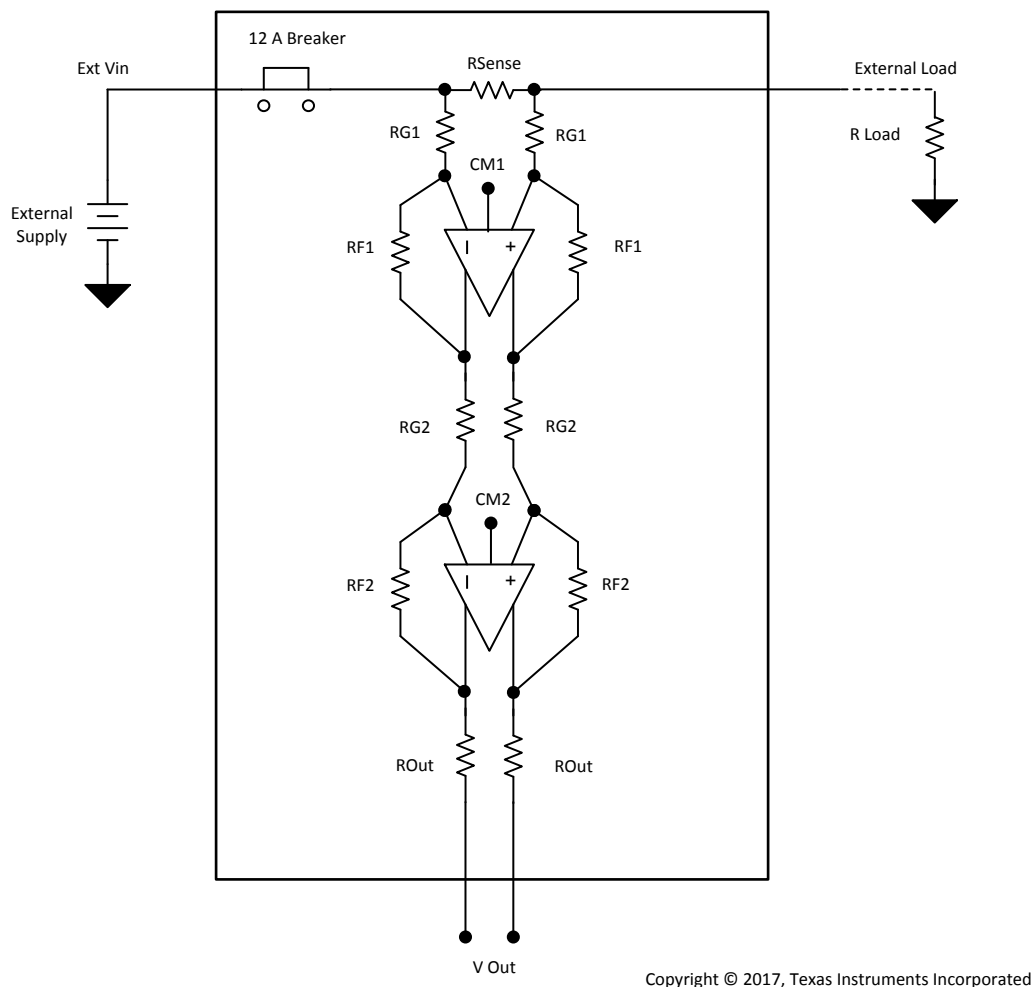 12 A Breaker
Ext Vin
RSense
External Load
RG1
RG1
R Load
CM1
External
Supply
RF1
RF1
-
+
RG2
RG2
CM2
RF2
RF2
-
+
ROut
ROut
V Out
Copyright © 2017, Texas Instruments Incorporated